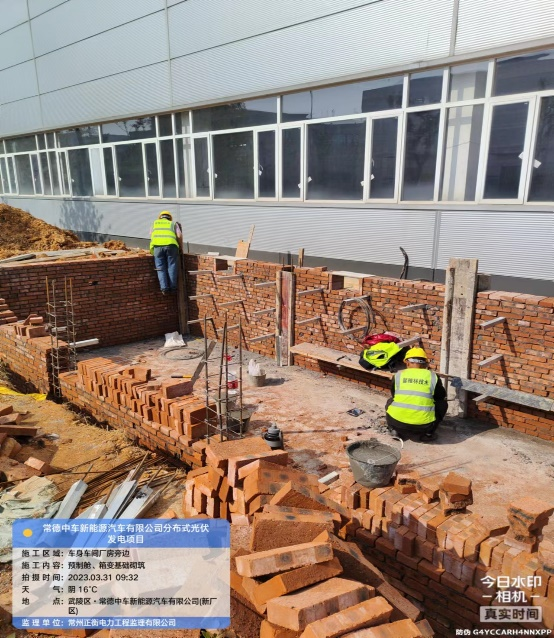 常德中车新能源汽车有限公司分布式光伏
发电项目
施工区域：车身车间厂房旁边
施工内容：预制舱、箱变基础砌筑
拍摄时间：2023.03.31 09:32
天气：阴 16℃
地点：武陵区·常德中车新能源汽车有限公司(新厂
区)
监理单位：常州正衡电力工程监理有限公司
今日水印
相机
真实时间
防伪 G4YCCARH4NNXPP